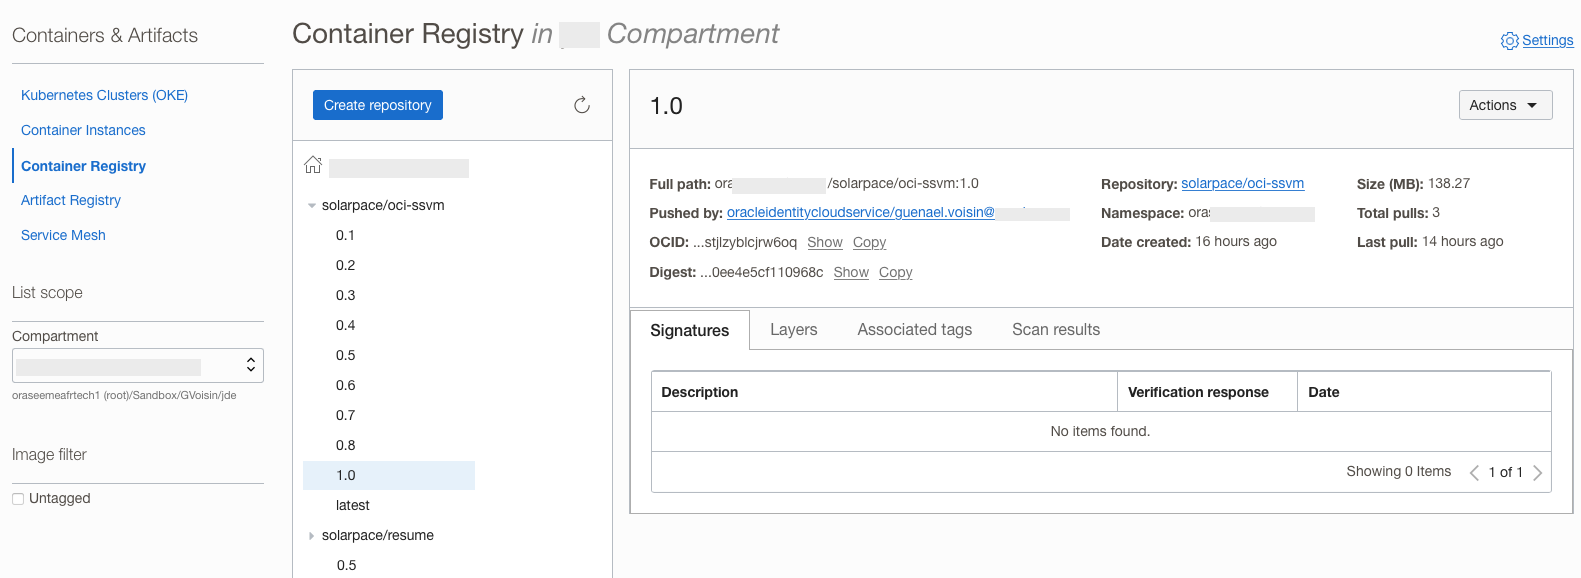 Containers & Artifacts
Kubernetes Clusters (OKE)
Container Instances
Container Registry
Artifact Registry
Service Mesh
List scope
Compartment
oraseemeafrtech1 (root)/Sandbox/GVoisin/jde
Image filter
Untagged
Container Registry in Compartment
Settings
Create repository
solarpace/oci-ssvm
0.1
0.2
0.3
0.4
0.5
0.6
0.7
0.8
1.0
latest
solarpace/resume
0.5
1.0
Actions
Full path: ora /solarpace/oci-ssvm:1.0
Pushed by: oracleidentitycloudservice/guenael.voisin@
OCID: ...stjlzyblcjrw6oq Show Copy
Digest: ...0ee4e5cf110968c Show Copy
Repository: solarpace/oci-ssvm
Namespace: ora
Date created: 16 hours ago
Size (MB): 138.27
Total pulls: 3
Last pull: 14 hours ago
Signatures Layers Associated tags Scan results
Description Verification response Date
No items found.
Showing 0 Items 1 of 1